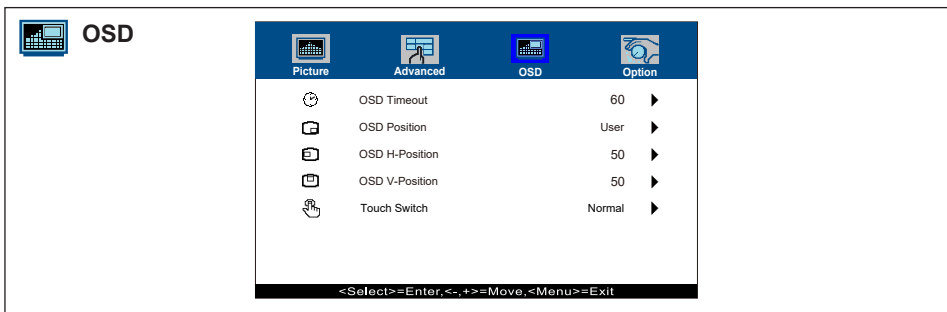 OSD
Picture Advanced OSD Option
OSD Timeout 60
OSD Position User
OSD H-Position 50
OSD V-Position 50
Touch Switch Normal
<Select>=Enter,<-,+>=Move,<Menu>=Exit